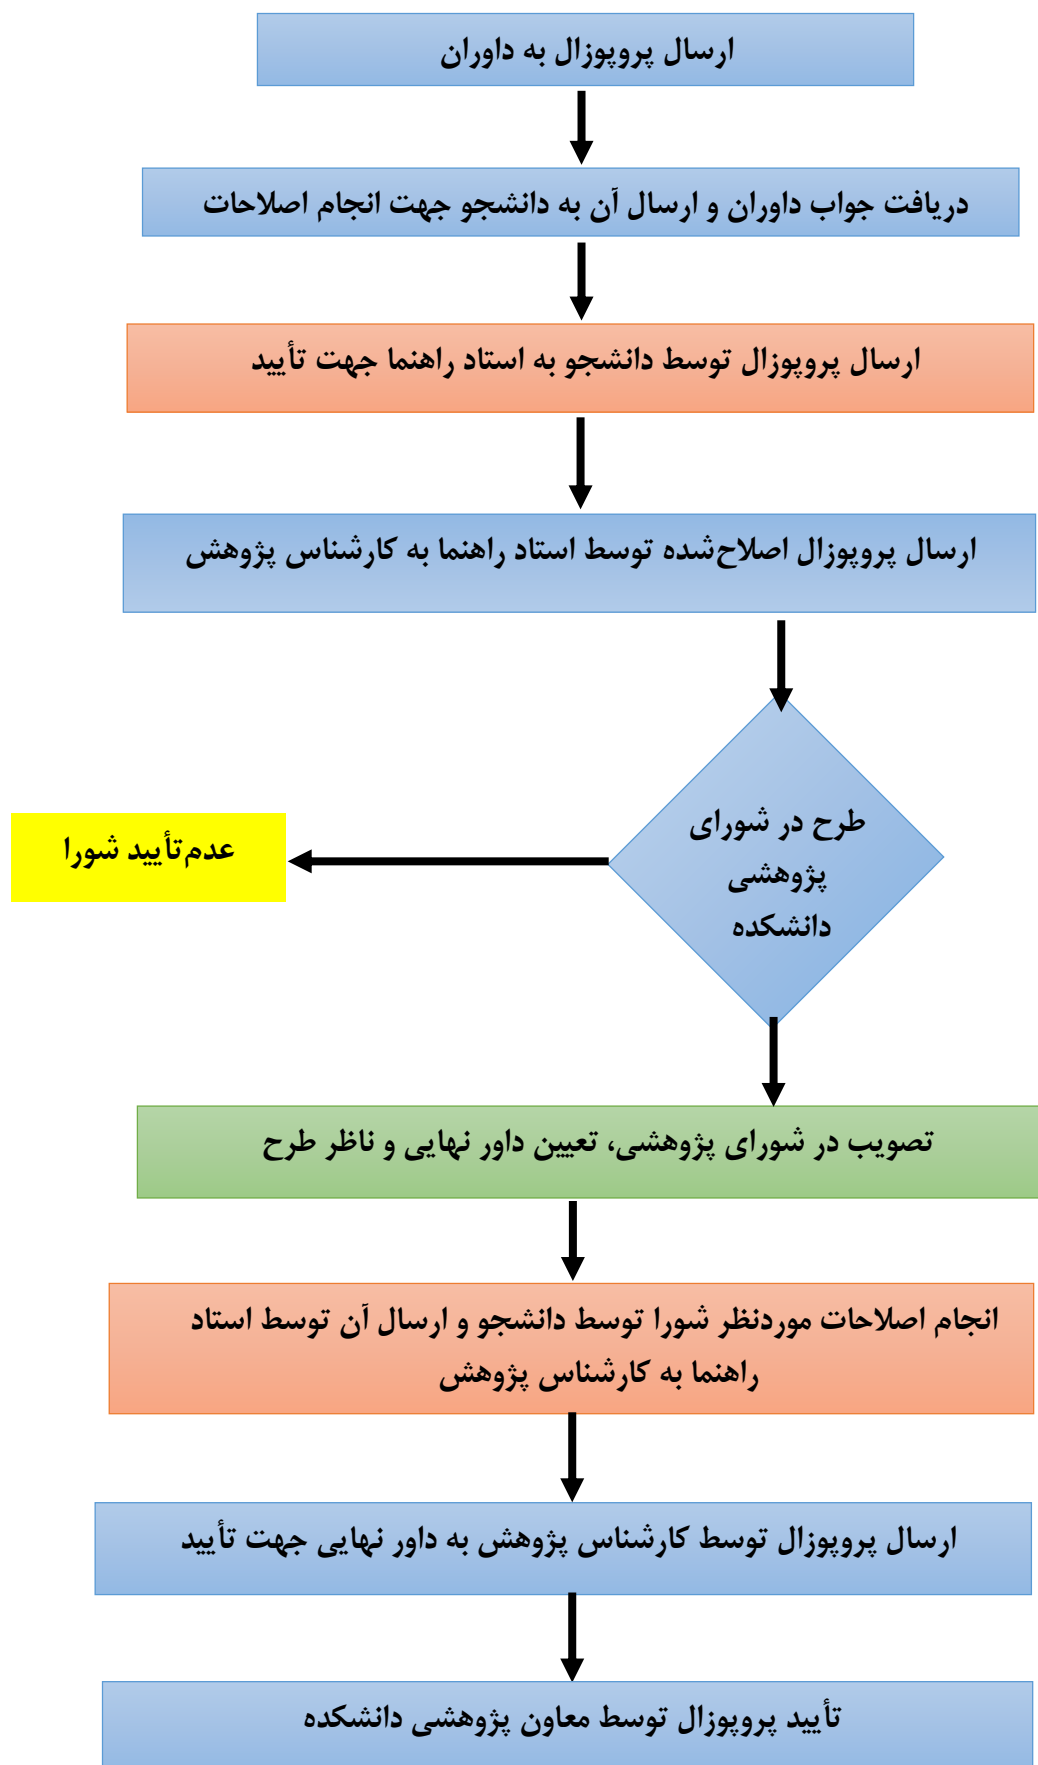 ارسال پروپوزال به داوران
دریافت جواب داوران و ارسال آن به دانشجو جهت انجام اصلاحات
ارسال پروپوزال توسط دانشجو به استاد راهنما جهت تأیید
ارسال پروپوزال اصلاح‌شده توسط استاد راهنما به کارشناس پژوهش
طرح در شورای
پژوهشی
دانشکده
عدم‌تأیید شورا
تصویب در شورای پژوهشی، تعیین داور نهایی و ناظر طرح
انجام اصلاحات موردنظر شورا توسط دانشجو و ارسال آن توسط استاد
راهنما به کارشناس پژوهش
ارسال پروپوزال توسط کارشناس پژوهش به داور نهایی جهت تأیید
تأیید پروپوزال توسط معاون پژوهشی دانشکده